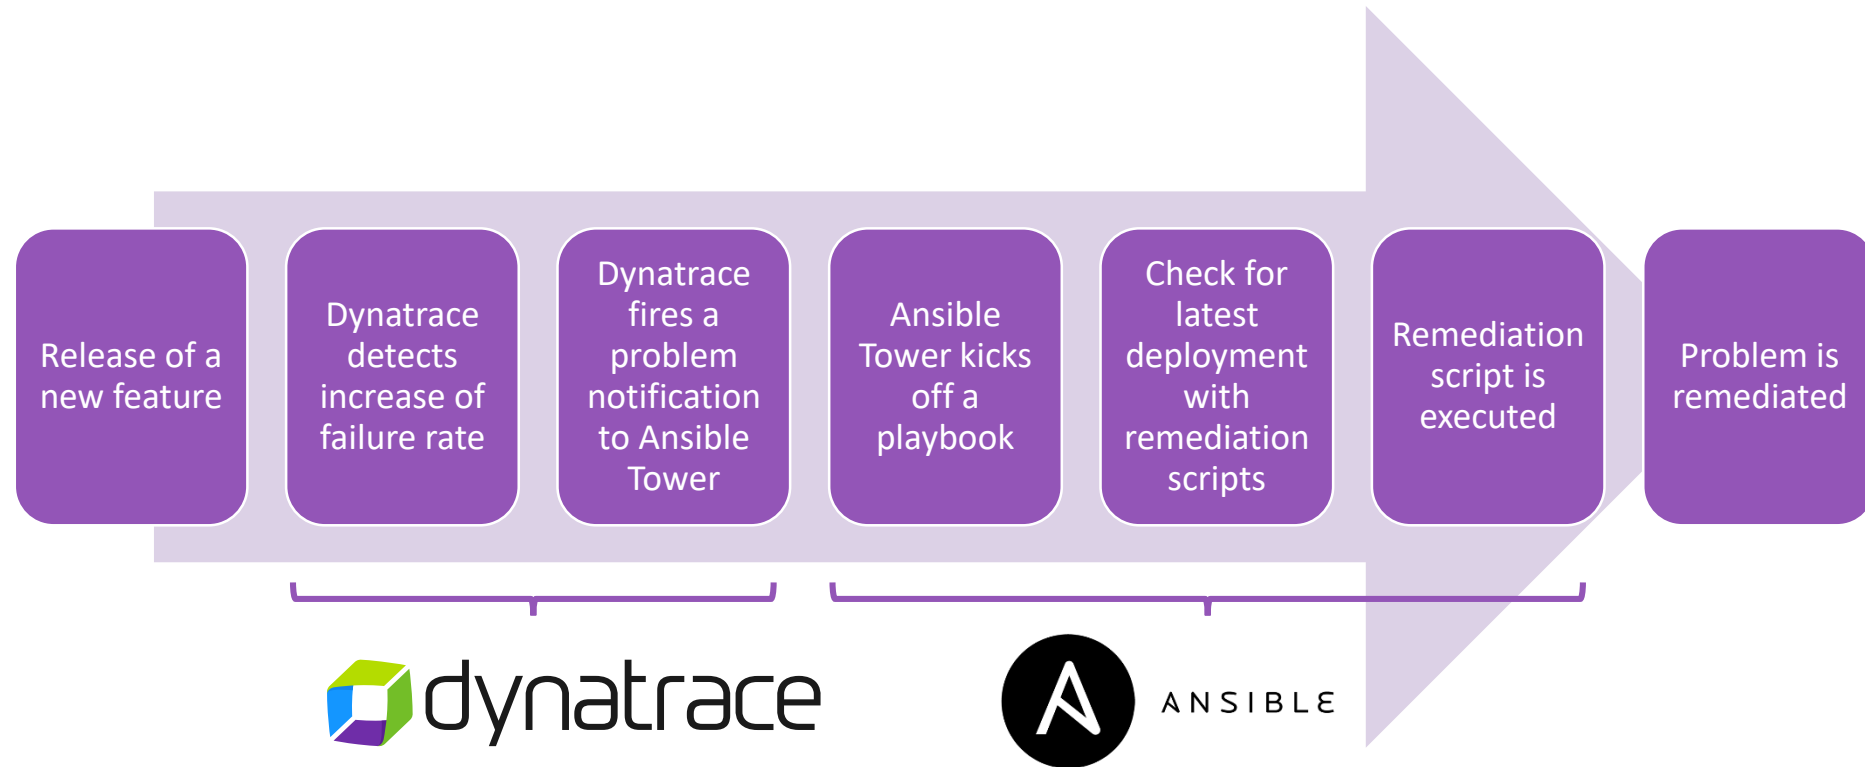 Release of a
new feature
Dynatrace
detects
increase of
failure rate
Dynatrace
fires a
problem
notification
to Ansible
Tower
Ansible
Tower kicks
off a
playbook
Check for
latest
deployment
with
remediation
scripts
Remediation
script is
executed
Problem is
remediated
dynatrace
ANSIBLE